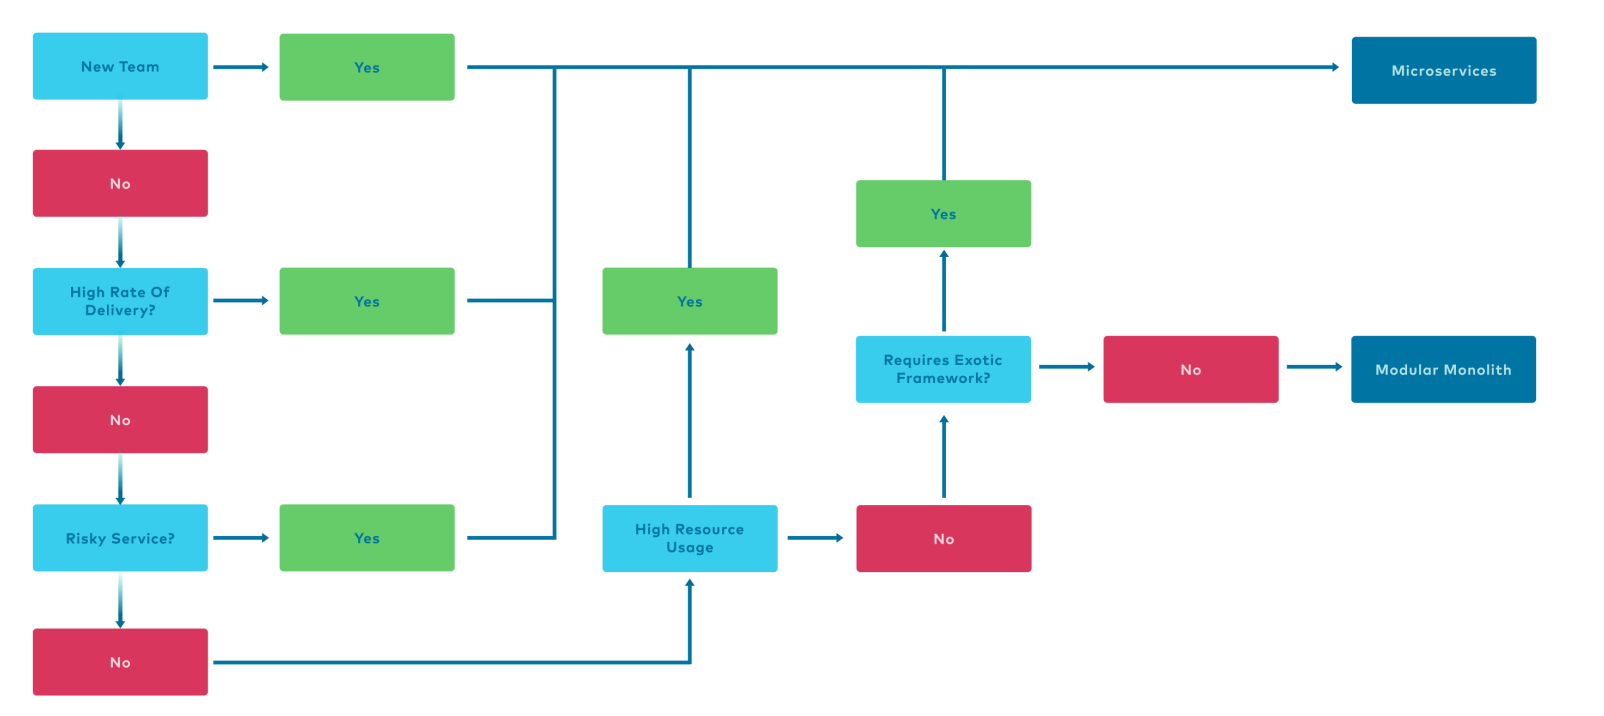 New Team
Yes
Microservices
No
Yes
High Rate Of
Delivery?
Yes
Yes
Requires Exotic
Framework?
No
Modular Monolith
No
Risky Service?
Yes
High Resource
Usage
No
No